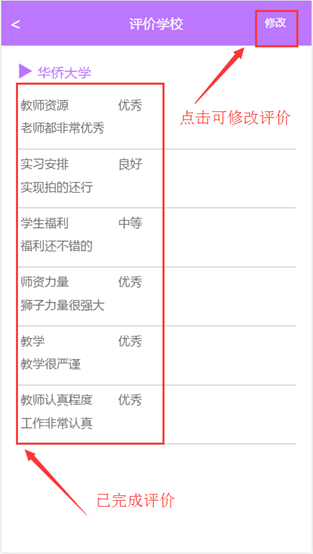 < 评价学校 修改
华侨大学
点击可修改评价
教师资源 优秀
老师都非常优秀
实习安排 良好
实现拍的还行
学生福利 中等
福利还不错的
师资力量 优秀
狮子力量很强大
教学 优秀
教学很严谨
教师认真程度 优秀
工作非常认真
已完成评价